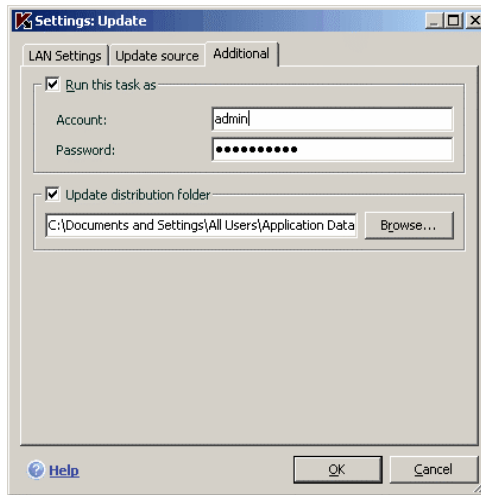 Settings: Update
LAN Settings Update source Additional
Run this task as
Account: admin
Password: ●●●●●●●●●●
Update distribution folder
C:\Documents and Settings\All Users\Application Data Browse...
Help OK Cancel